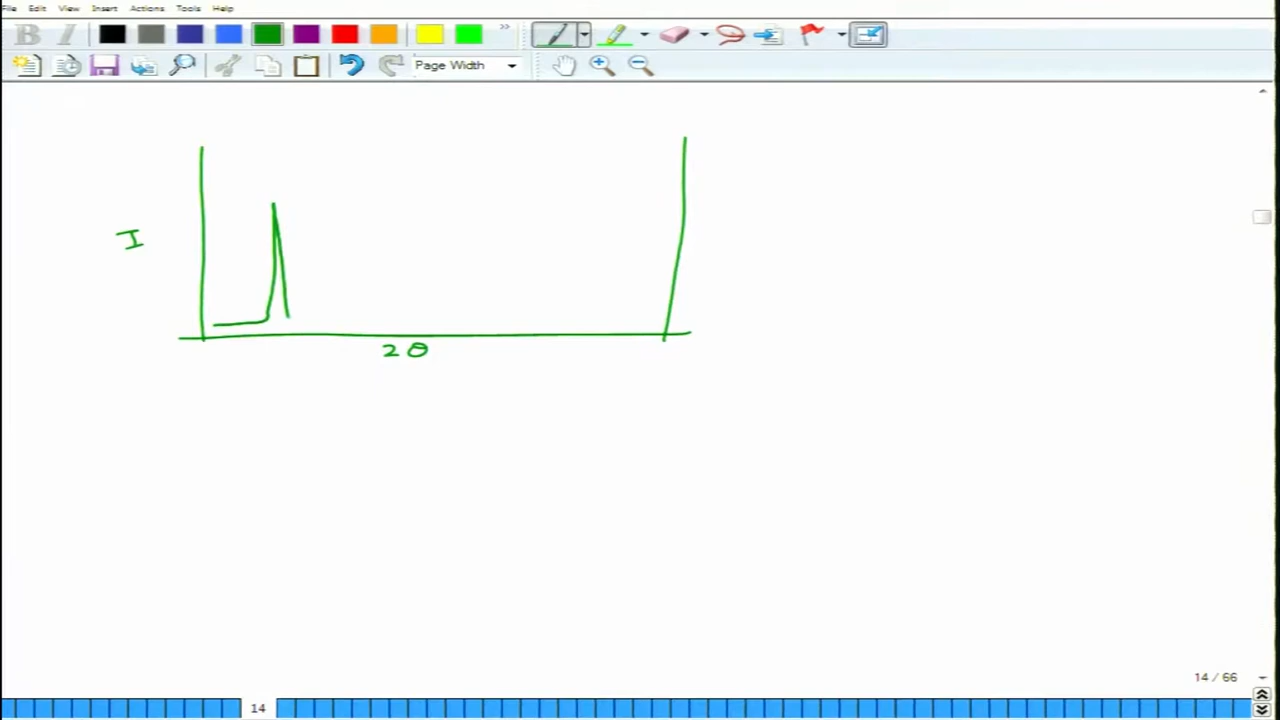 File Edit View Insert Actions Tools Help
B I »
Page Width
I
2θ
14 / 66
14